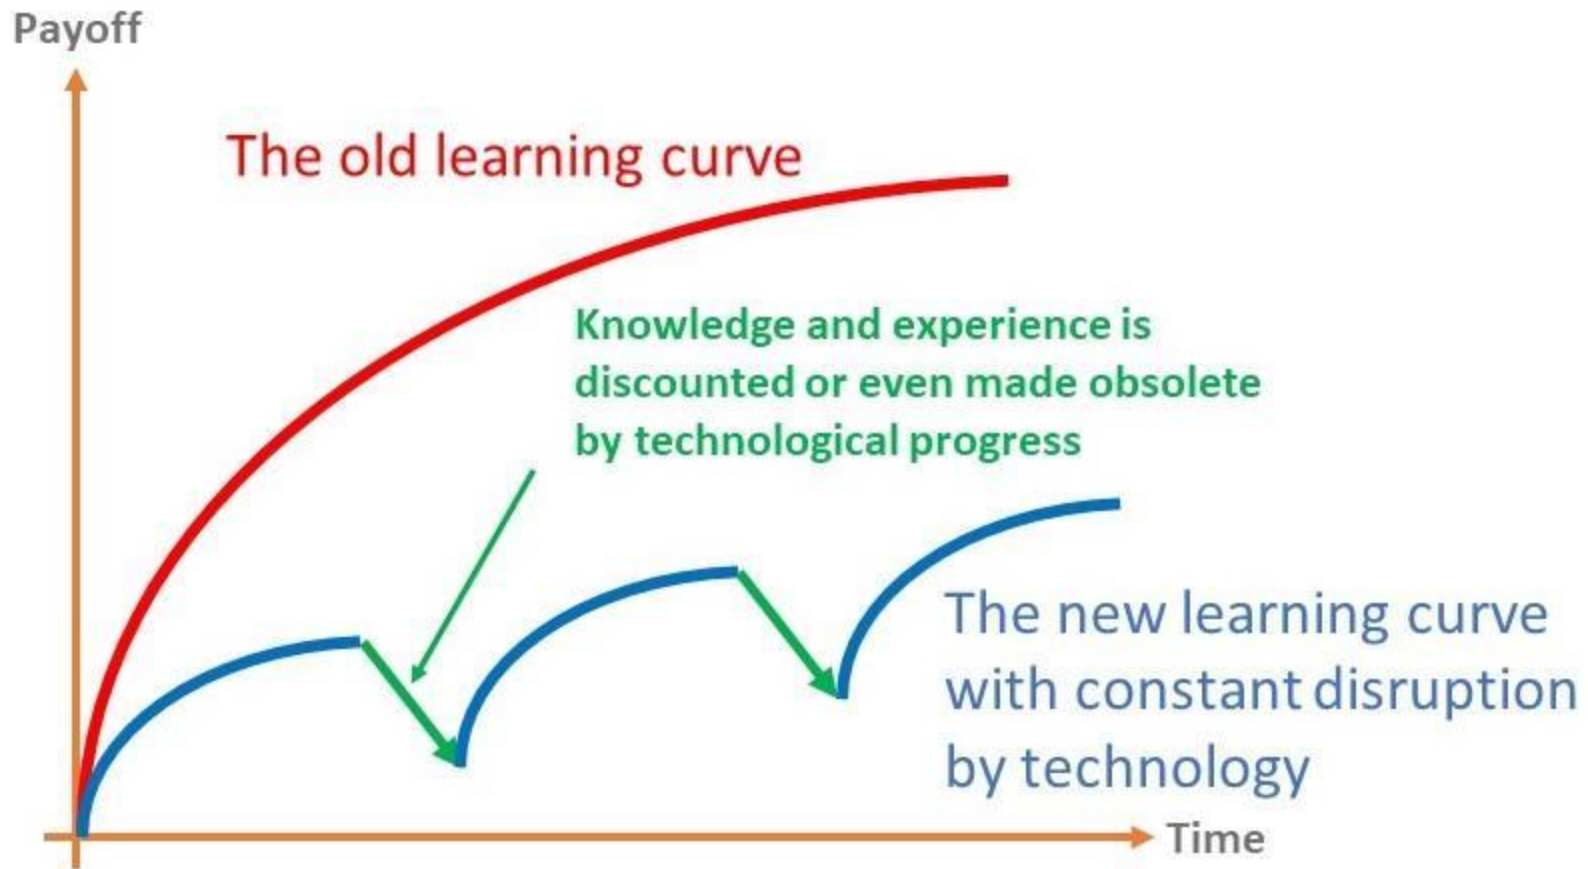 Payoff
The old learning curve
Knowledge and experience is
discounted or even made obsolete
by technological progress
The new learning curve
with constant disruption
by technology
Time